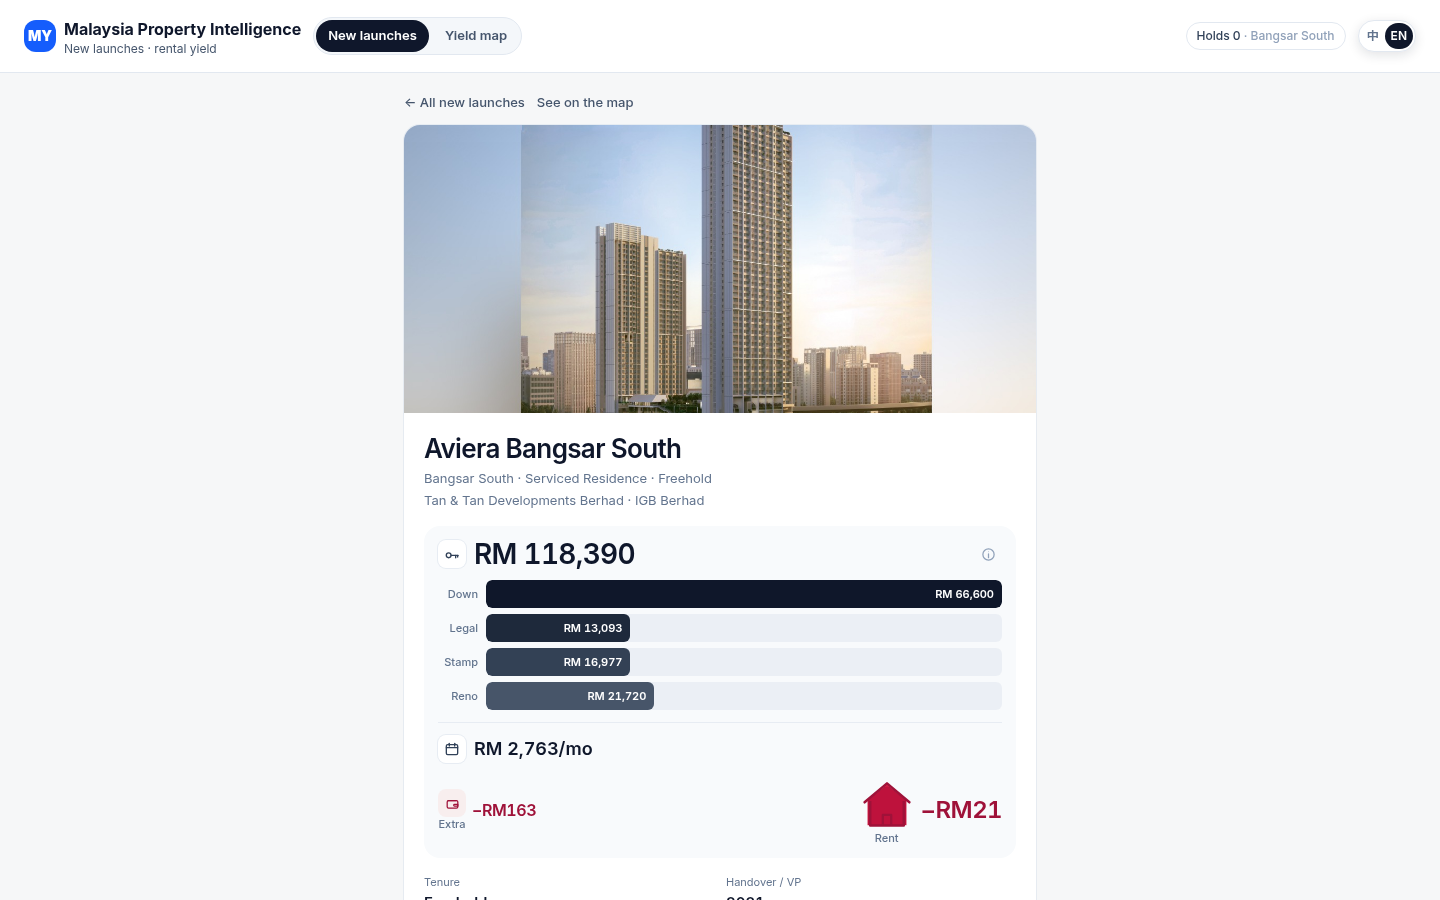 MY
Malaysia Property Intelligence
New launches · rental yield
New launches
Yield map
Holds 0 · Bangsar South
中
EN
← All new launches
See on the map
Aviera Bangsar South
Bangsar South · Serviced Residence · Freehold
Tan & Tan Developments Berhad · IGB Berhad
RM 118,390
Down
RM 66,600
Legal
RM 13,093
Stamp
RM 16,977
Reno
RM 21,720
RM 2,763/mo
–RM163
Extra
–RM21
Rent
Tenure
Handover / VP